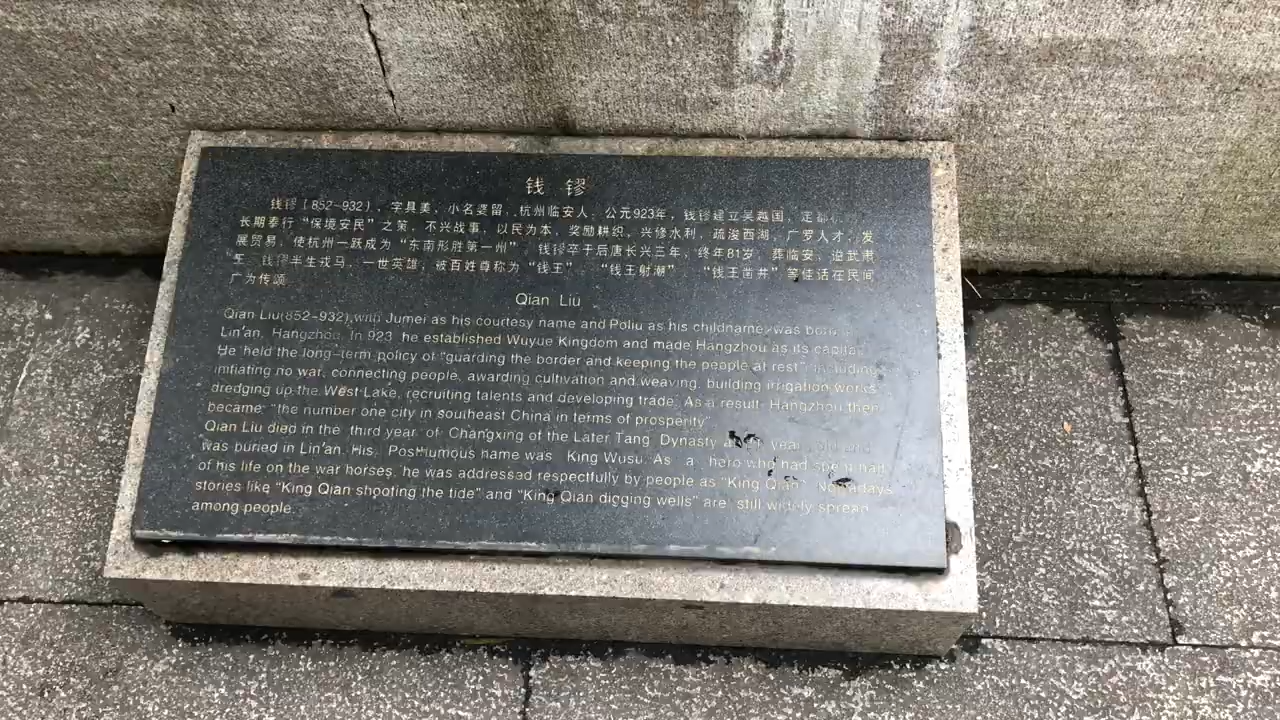 钱 镠
钱镠（852-932），字具美，小名婆留，杭州临安人。公元923年，钱镠建立吴越国，定都
长期奉行“保境安民”之策，不兴战事，以民为本，奖励耕织，兴修水利，疏浚西湖，广罗人才，发
展贸易，使杭州一跃成为“东南形胜第一州”。钱镠卒于后唐长兴三年，终年81岁，葬临安，谥武肃
王。钱镠半生戎马，一世英雄，被百姓尊称为“钱王”，“钱王射潮”、“钱王凿井”等佳话在民间
广为传颂。
Qian Liu
Qian Liu(852-932),with Jumei as his courtesy name and Poliu as his childname, was born
Lin'an, Hangzhou. In 923 he established Wuyue Kingdom and made Hangzhou as its capital.
He held the long-term policy of "guarding the border and keeping the people at rest", including
imitiating no war, connecting people, awarding cultivation and weaving, building irrigation works,
dredging up the West Lake, recruiting talents and developing trade. As a result, Hangzhou then
became "the number one city in southeast China in terms of prosperity"
Qian Liu died in the third year of Changxing of the Later Tang Dynasty at year old and
was buried in Lin'an. His Posthumous name was King Wusu. As a hero who had spent half
of his life on the war horses, he was addressed respectfully by people as "King Qian". Nowadays
stories like "King Qian shooting the tide" and "King Qian digging wells" are still widely spread
among people.